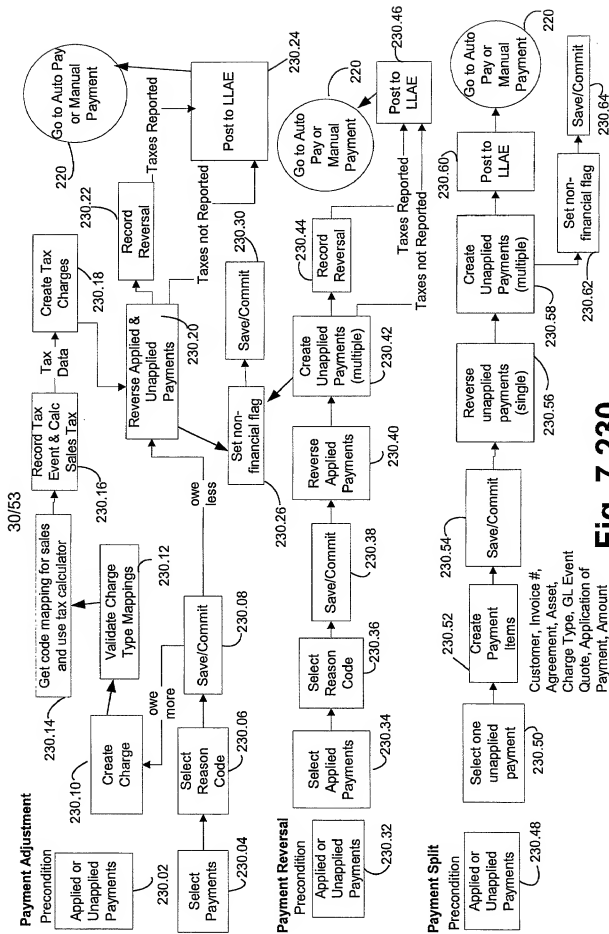 30/53
Payment Adjustment
Precondition
Applied or
Unapplied
Payments
230.02
Select
Payments
230.04
Select
Reason
Code
230.06
Save/Commit
230.08
owe
more
owe
less
Create
Charge
230.10
Validate Charge
Type Mappings
230.12
Get code mapping for sales
and use tax calculator
230.14
Record Tax
Event & Calc
Sales Tax
230.16
Tax
Data
Create Tax
Charges
230.18
Reverse Applied &
Unapplied
Payments
230.20
Record
Reversal
230.22
Taxes Reported
Taxes not Reported
Post to LLAE
230.24
Go to Auto Pay
or Manual
Payment
220
Set non-
financial flag
230.26
Save/Commit
230.30
Payment Reversal
Precondition
Applied or
Unapplied
Payments
230.32
Select
Applied
Payments
230.34
Select
Reason
Code
230.36
Save/Commit
230.38
Reverse
Applied
Payments
230.40
Create
Unapplied
Payments
(multiple)
230.42
Record
Reversal
230.44
Taxes Reported
Taxes not Reported
Post to
LLAE
230.46
Go to Auto
Pay or Manual
Payment
220
Payment Split
Precondition
Applied or
Unapplied
Payments
230.48
Select one
unapplied
payment
230.50
Create
Payment
Items
230.52
Customer, Invoice #,
Agreement, Asset,
Charge Type, GL Event
Quote, Application of
Payment, Amount
Save/Commit
230.54
Reverse
unapplied
payments
(single)
230.56
Create
Unapplied
Payments
(multiple)
230.58
Post to
LLAE
230.60
Go to Auto
Pay or Manual
Payment
220
Set non-
financial flag
230.62
Save/Commit
230.64
Fig. 7.230